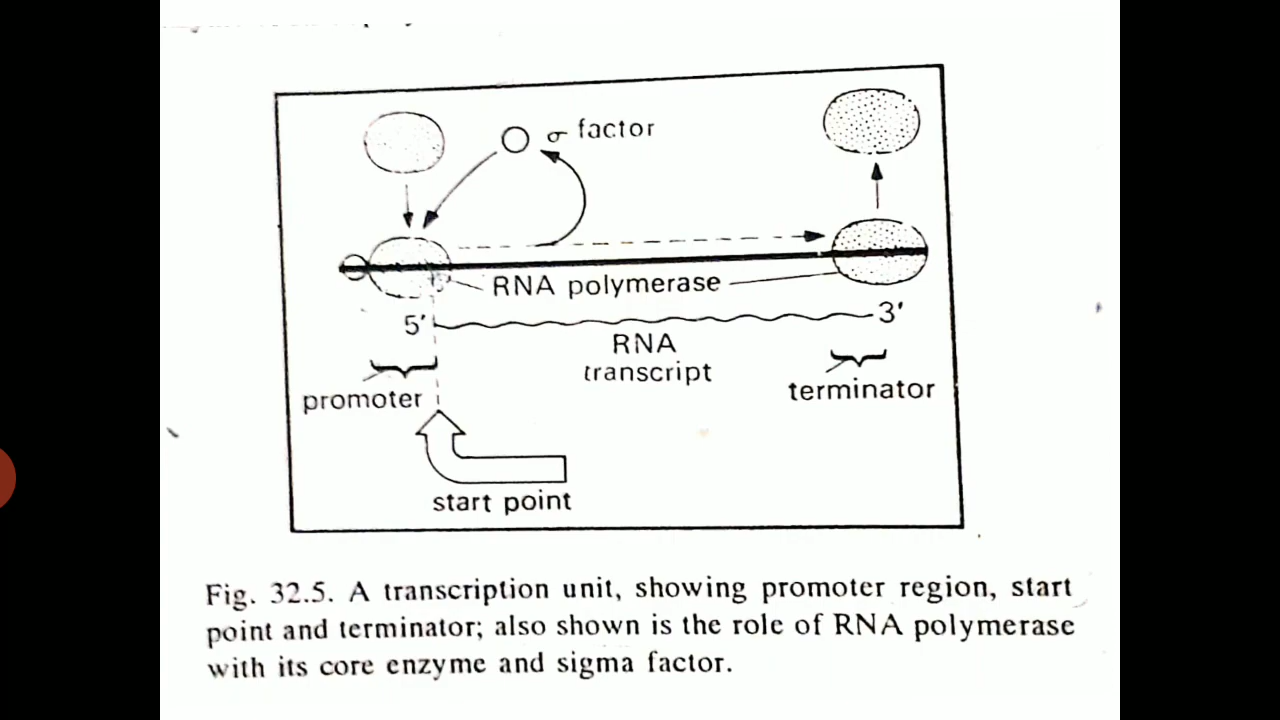 σ factor
RNA polymerase
5'
3'
RNA
transcript
promoter
terminator
start point
Fig. 32.5. A transcription unit, showing promoter region, start
point and terminator; also shown is the role of RNA polymerase
with its core enzyme and sigma factor.